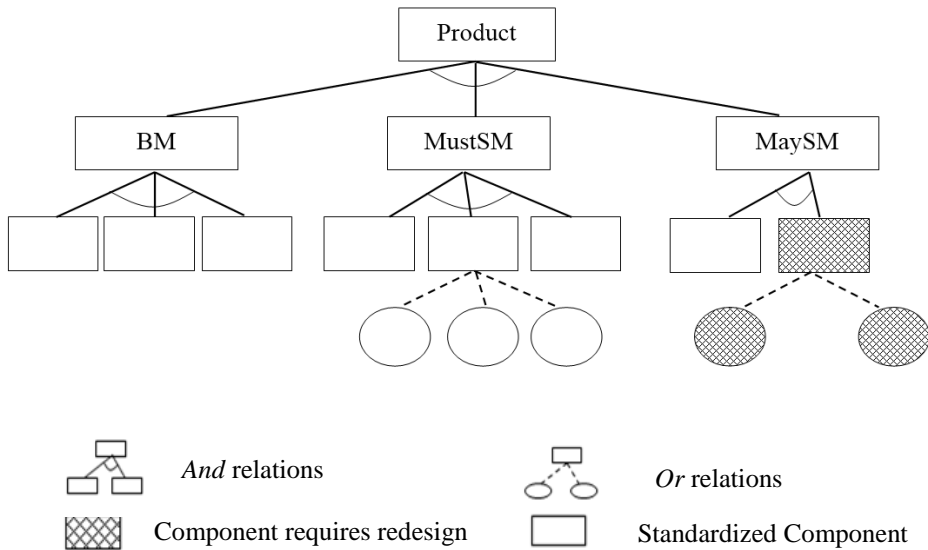 Product
BM
MustSM
MaySM
And relations
Or relations
Component requires redesign
Standardized Component